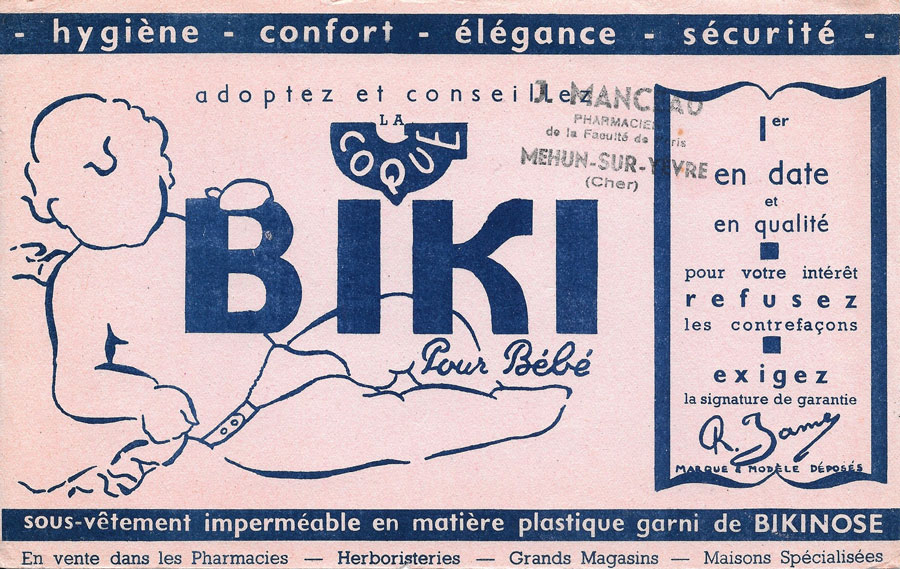 - hygiène - confort - élégance - sécurité -
adoptez et conseillez
LA
COQUE
BIKI
Pour Bébé
J. MANCEAU
PHARMACIEN
de la Faculté de Paris
MEHUN-SUR-YEVRE
(Cher)
1er
en date
et
en qualité
pour votre intérêt
refusez
les contrefaçons
exigez
la signature de garantie
R. Jamey
MARQUE & MODÈLE DÉPOSÉS
sous-vêtement imperméable en matière plastique garni de BIKINOSE
En vente dans les Pharmacies — Herboristeries — Grands Magasins — Maisons Spécialisées